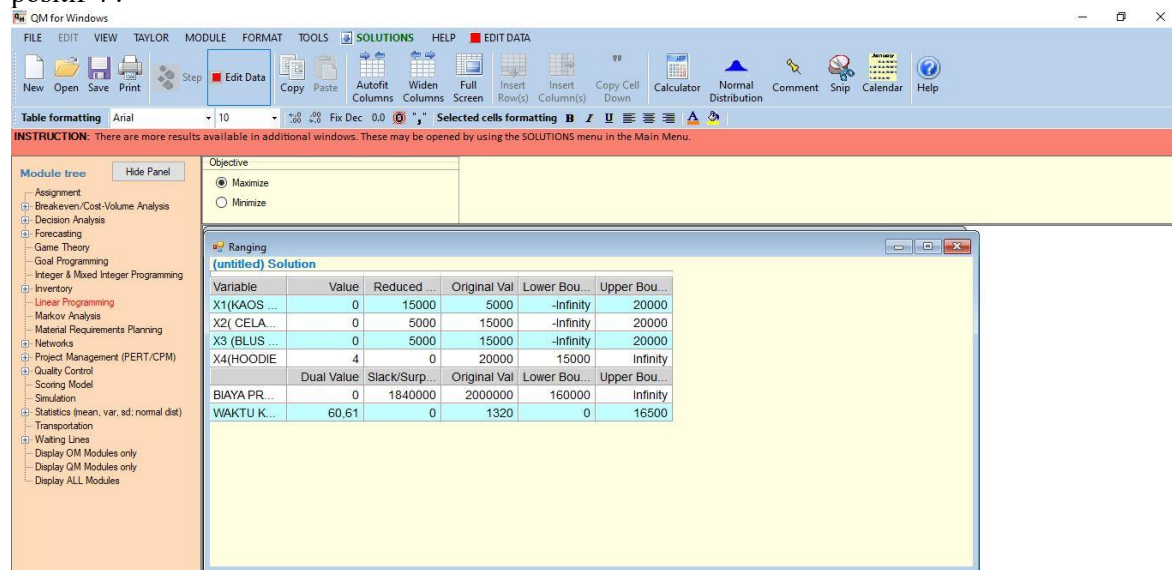 positif 4 .
QM for Windows
FILE EDIT VIEW TAYLOR MODULE FORMAT TOOLS SOLUTIONS HELP EDIT DATA
New Open Save Print Step Edit Data Copy Paste Autofit Columns Widen Columns Full Screen Insert Row(s) Insert Column(s) Copy Cell Down Calculator Normal Distribution Comment Snip Calendar Help
Table formatting Arial 10 Fix Dec 0.0 Selected cells formatting B I U
INSTRUCTION: There are more results available in additional windows. These may be opened by using the SOLUTIONS menu in the Main Menu.
Module tree Hide Panel
Assignment
Breakeven/Cost-Volume Analysis
Decision Analysis
Forecasting
Game Theory
Goal Programming
Integer & Mixed Integer Programming
Inventory
Linear Programming
Markov Analysis
Material Requirements Planning
Networks
Project Management (PERT/CPM)
Quality Control
Scoring Model
Simulation
Statistics (mean, var, sd; normal dist)
Transportation
Waiting Lines
Display OM Modules only
Display QM Modules only
Display ALL Modules
Objective
Maximize
Minimize
Ranging
(untitled) Solution
Variable Value Reduced ... Original Val Lower Bou... Upper Bou...
X1(KAOS ... 0 15000 5000 -Infinity 20000
X2( CELA... 0 5000 15000 -Infinity 20000
X3 (BLUS ... 0 5000 15000 -Infinity 20000
X4(HOODIE 4 0 20000 15000 Infinity
Dual Value Slack/Surp... Original Val Lower Bou... Upper Bou...
BIAYA PR... 0 1840000 2000000 160000 Infinity
WAKTU K... 60,61 0 1320 0 16500